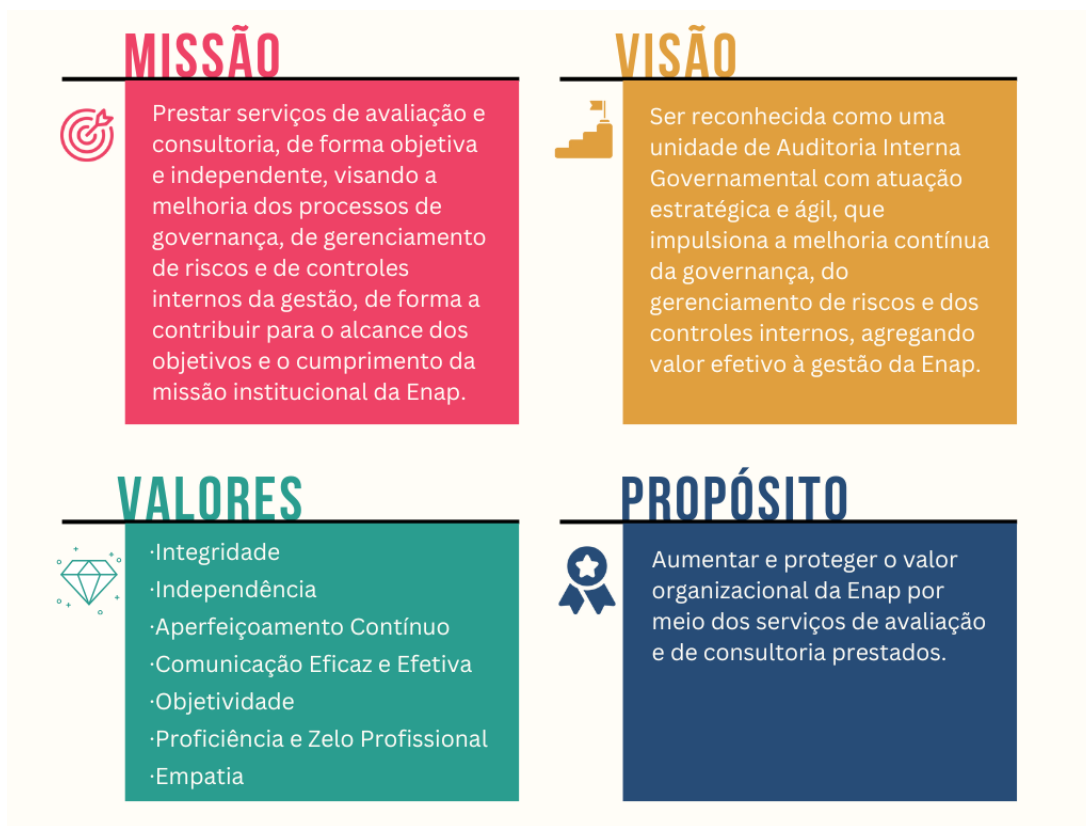 MISSÃO
Prestar serviços de avaliação e
consultoria, de forma objetiva
e independente, visando a
melhoria dos processos de
governança, de gerenciamento
de riscos e de controles
internos da gestão, de forma a
contribuir para o alcance dos
objetivos e o cumprimento da
missão institucional da Enap.
VISÃO
Ser reconhecida como uma
unidade de Auditoria Interna
Governamental com atuação
estratégica e ágil, que
impulsiona a melhoria contínua
da governança, do
gerenciamento de riscos e dos
controles internos, agregando
valor efetivo à gestão da Enap.
VALORES
·Integridade
·Independência
·Aperfeiçoamento Contínuo
·Comunicação Eficaz e Efetiva
·Objetividade
·Proficiência e Zelo Profissional
·Empatia
PROPÓSITO
Aumentar e proteger o valor
organizacional da Enap por
meio dos serviços de avaliação
e de consultoria prestados.